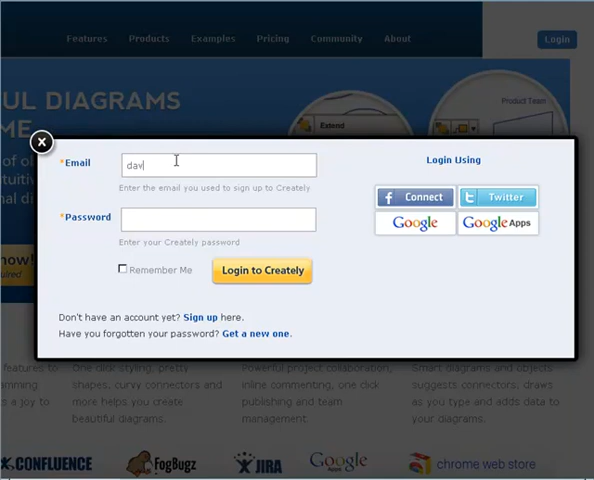 Features Products Examples Pricing Community About
Login
UL DIAGRAMS
ME
Product Team
Extend
x
*Email
dav
Enter the email you used to sign up to Creately
*Password
Enter your Creately password
Remember Me
Login to Creately
Login Using
f Connect
t Twitter
Google
Google Apps
Don't have an account yet? Sign up here.
Have you forgotten your password? Get a new one.
now!
features to
a joy to
One click styling, pretty
shapes, curvy connectors and
more helps you create
beautiful diagrams.
Powerful project collaboration,
inline commenting, one click
publishing and team
management.
Smart diagrams and objects
suggests connectors, draws
as you type and adds data to
your diagrams.
CONFLUENCE
FogBugz
JIRA
Google
chrome web store